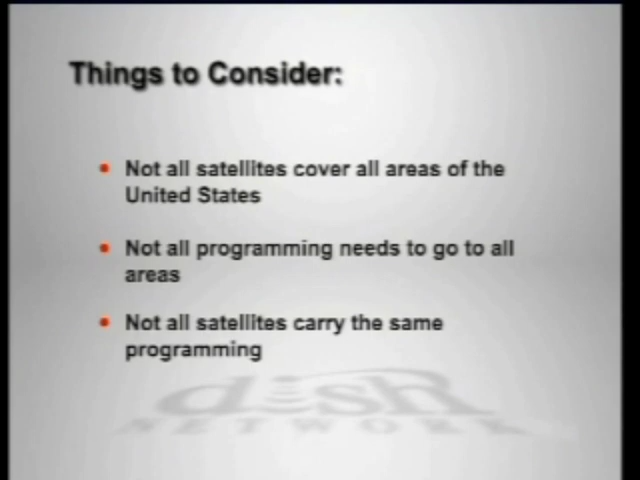 Things to Consider:
• Not all satellites cover all areas of the
United States
• Not all programming needs to go to all
areas
• Not all satellites carry the same
programming
dish
NETWORK